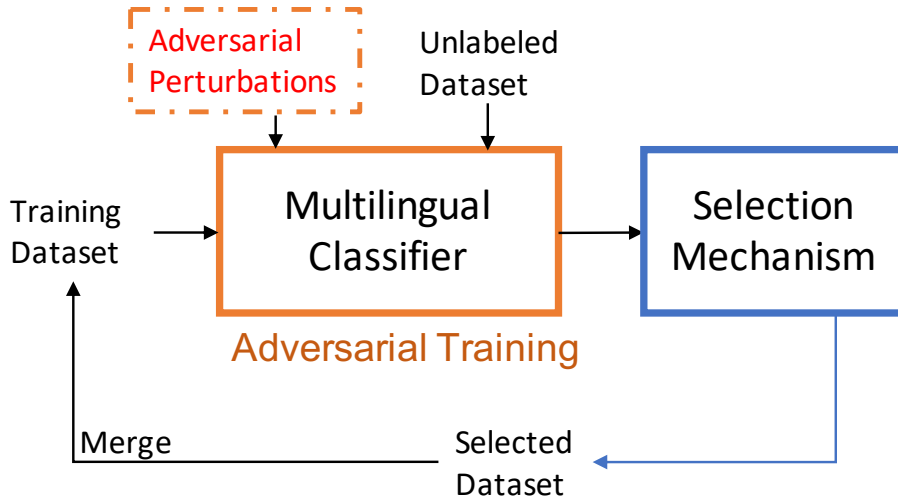 Adversarial
Perturbations
Unlabeled
Dataset
Training
Dataset
Multilingual
Classifier
Selection
Mechanism
Adversarial Training
Merge
Selected
Dataset